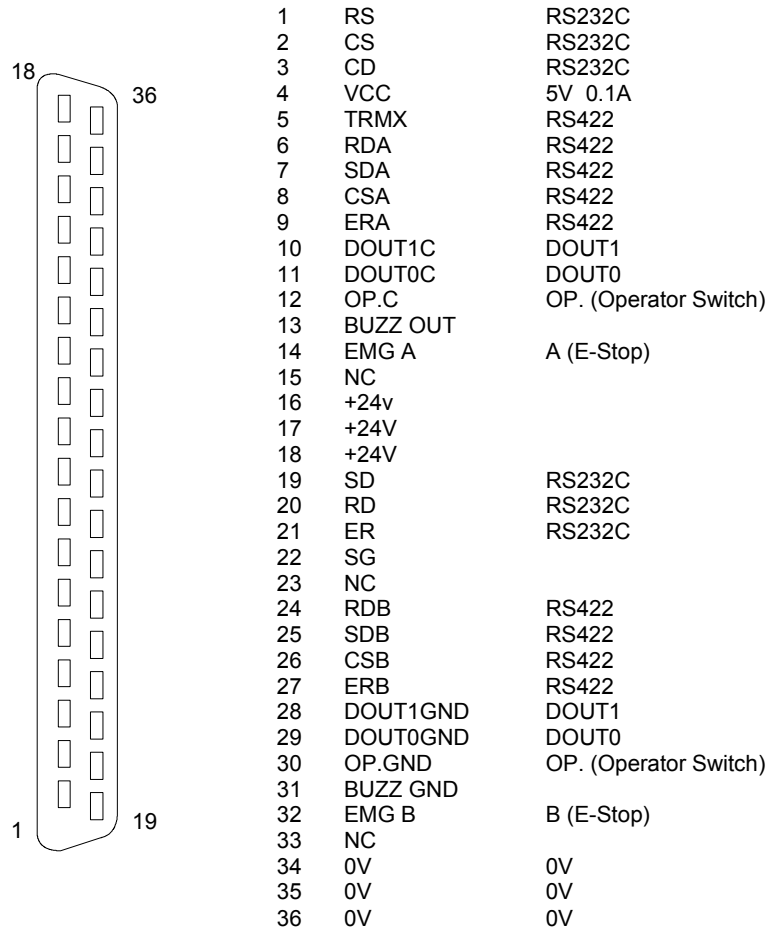 1 RS RS232C
2 CS RS232C
3 CD RS232C
4 VCC 5V 0.1A
5 TRMX RS422
6 RDA RS422
7 SDA RS422
8 CSA RS422
9 ERA RS422
10 DOUT1C DOUT1
11 DOUT0C DOUT0
12 OP.C OP. (Operator Switch)
13 BUZZ OUT
14 EMG A A (E-Stop)
15 NC
16 +24v
17 +24V
18 +24V
19 SD RS232C
20 RD RS232C
21 ER RS232C
22 SG
23 NC
24 RDB RS422
25 SDB RS422
26 CSB RS422
27 ERB RS422
28 DOUT1GND DOUT1
29 DOUT0GND DOUT0
30 OP.GND OP. (Operator Switch)
31 BUZZ GND
32 EMG B B (E-Stop)
33 NC
34 0V 0V
35 0V 0V
36 0V 0V
18
36
19
1